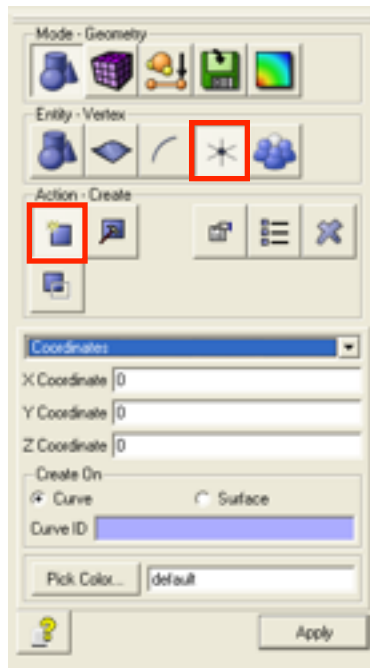 Mode - Geometry
Entity - Vertex
Action - Create
Coordinates
X Coordinate 0
Y Coordinate 0
Z Coordinate 0
Create On
Curve Surface
Curve ID
Pick Color... default
? Apply